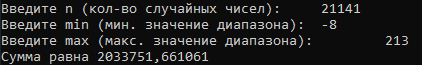 Введите n (кол-во случайных чисел): 21141
Введите min (мин. значение диапазона): -8
Введите max (макс. значение диапазона): 213
Сумма равна 2033751,661061